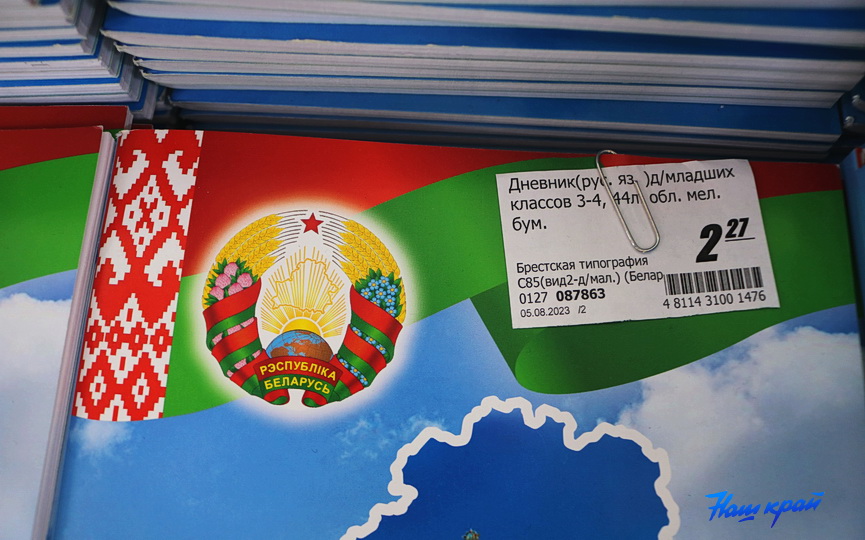 Дневник(рус. яз. )д/младших
классов 3-4, 44л. обл. мел.
бум.
2 27
Брестская типография
С85(вид2-д/мал.) (Белар
0127 087863
05.08.2023 /2
4 8114 3100 1476
РЭСПУБЛІКА
БЕЛАРУСЬ
Наш край